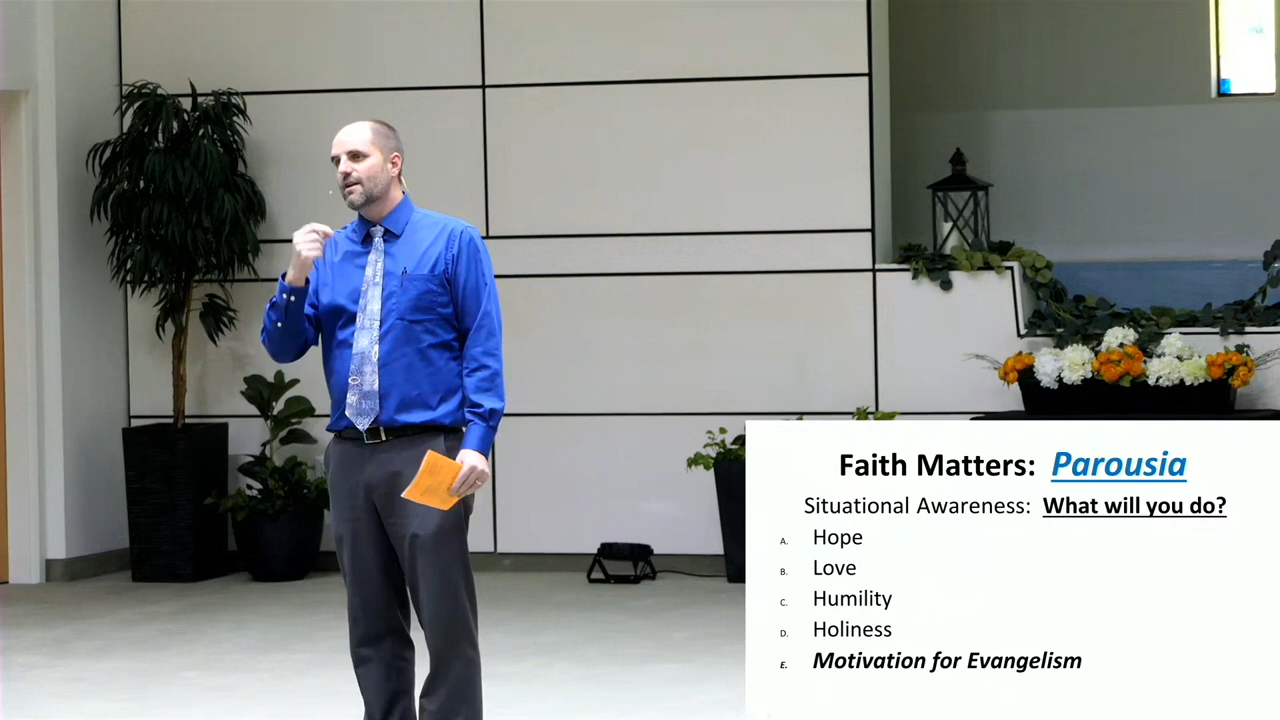 Faith Matters: Parousia
Situational Awareness: What will you do?
A. Hope
B. Love
C. Humility
D. Holiness
E. Motivation for Evangelism